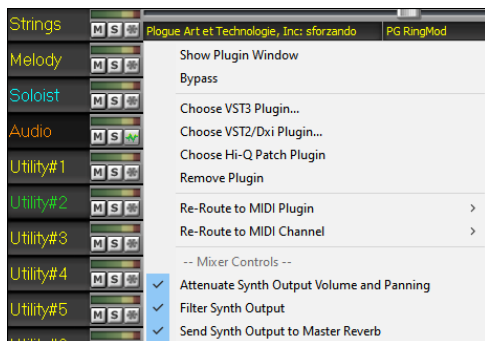 Strings
M S
Plogue Art et Technologie, Inc: sforzando
PG RingMod
Melody
M S
Show Plugin Window
Bypass
Soloist
M S
Choose VST3 Plugin...
Audio
M S
Choose VST2/Dxi Plugin...
Utility#1
M S
Choose Hi-Q Patch Plugin
Remove Plugin
Utility#2
M S
Re-Route to MIDI Plugin
Utility#3
M S
Re-Route to MIDI Channel
-- Mixer Controls --
Utility#4
M S
Attenuate Synth Output Volume and Panning
Utility#5
M S
Filter Synth Output
Send Synth Output to Master Reverb